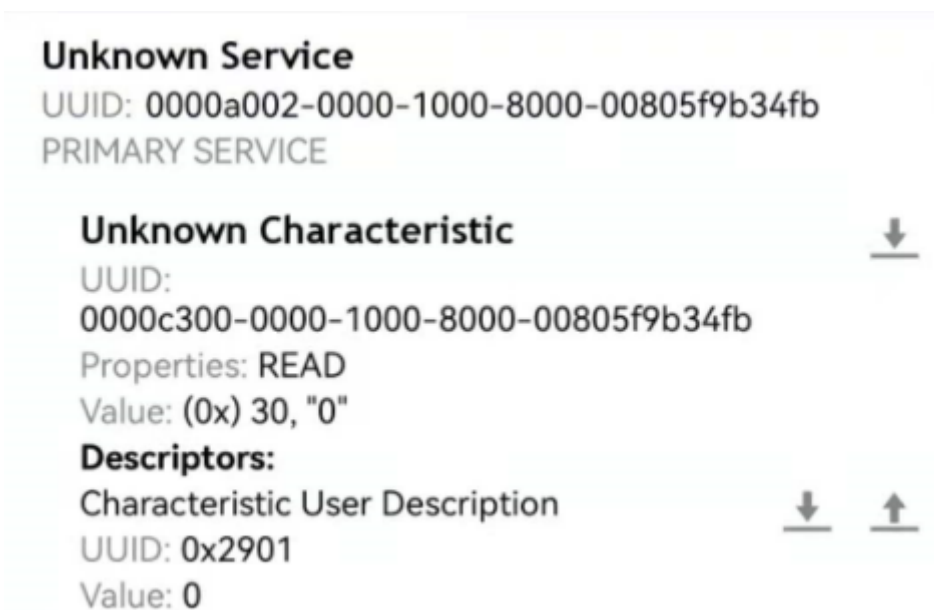 Unknown Service
UUID: 0000a002-0000-1000-8000-00805f9b34fb
PRIMARY SERVICE
Unknown Characteristic
UUID:
0000c300-0000-1000-8000-00805f9b34fb
Properties: READ
Value: (0x) 30, "0"
Descriptors:
Characteristic User Description
UUID: 0x2901
Value: 0